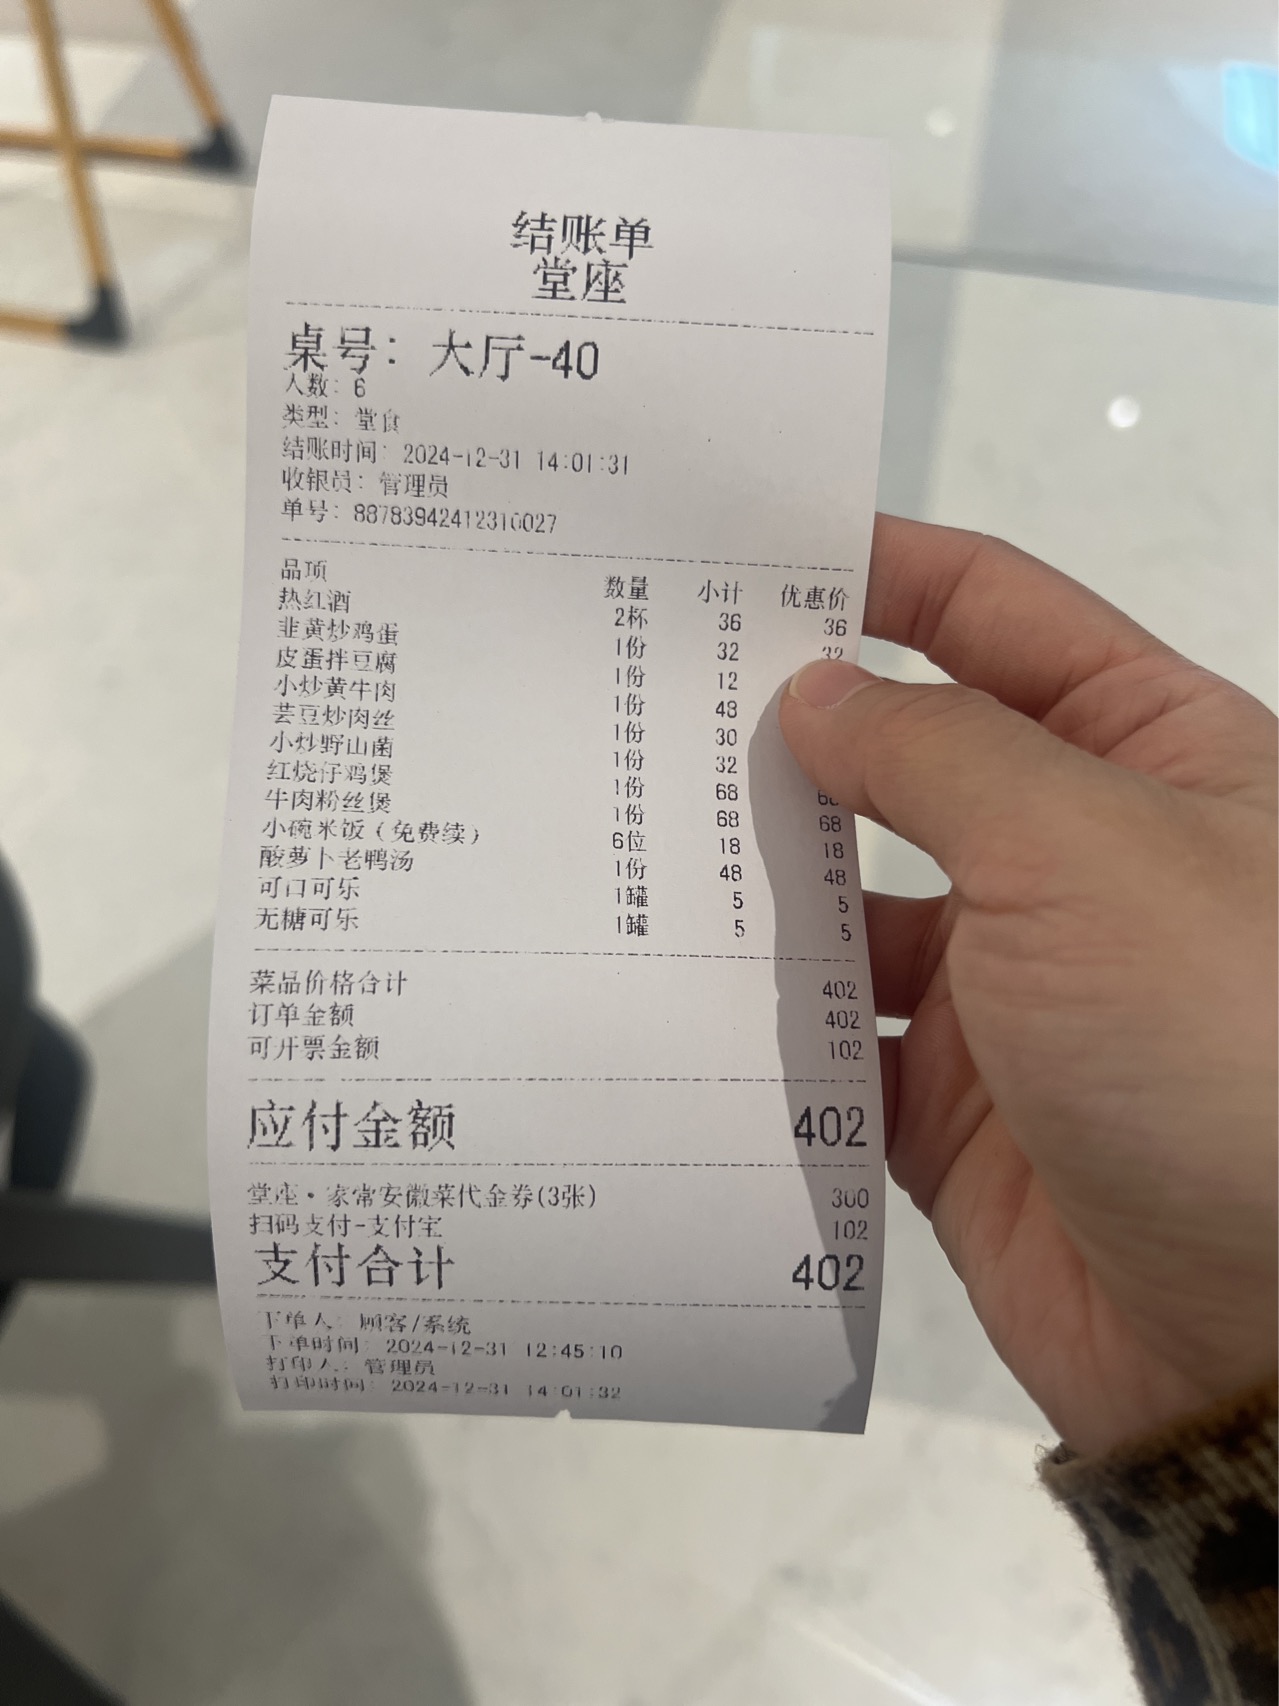 结账单
堂座
桌号：大厅-40
人数：6
类型：堂食
结账时间：2024-12-31 14:01:31
收银员：管理员
单号：88783942412310027
品项 数量 小计 优惠价
热红酒 2杯 36 36
韭黄炒鸡蛋 1份 32 32
皮蛋拌豆腐 1份 12
小炒黄牛肉 1份 48
芸豆炒肉丝 1份 30
小炒野山菌 1份 32
红烧仔鸡煲 1份 68 68
牛肉粉丝煲 1份 68 68
小碗米饭（免费续） 6位 18 18
酸萝卜老鸭汤 1份 48 48
可口可乐 1罐 5 5
无糖可乐 1罐 5 5
菜品价格合计 402
订单金额 402
可开票金额 102
应付金额 402
堂座·家常安徽菜代金券(3张) 300
扫码支付-支付宝 102
支付合计 402
下单人：顾客/系统
下单时间：2024-12-31 12:45:10
打印人：管理员
打印时间：2024-12-31 14:01:32